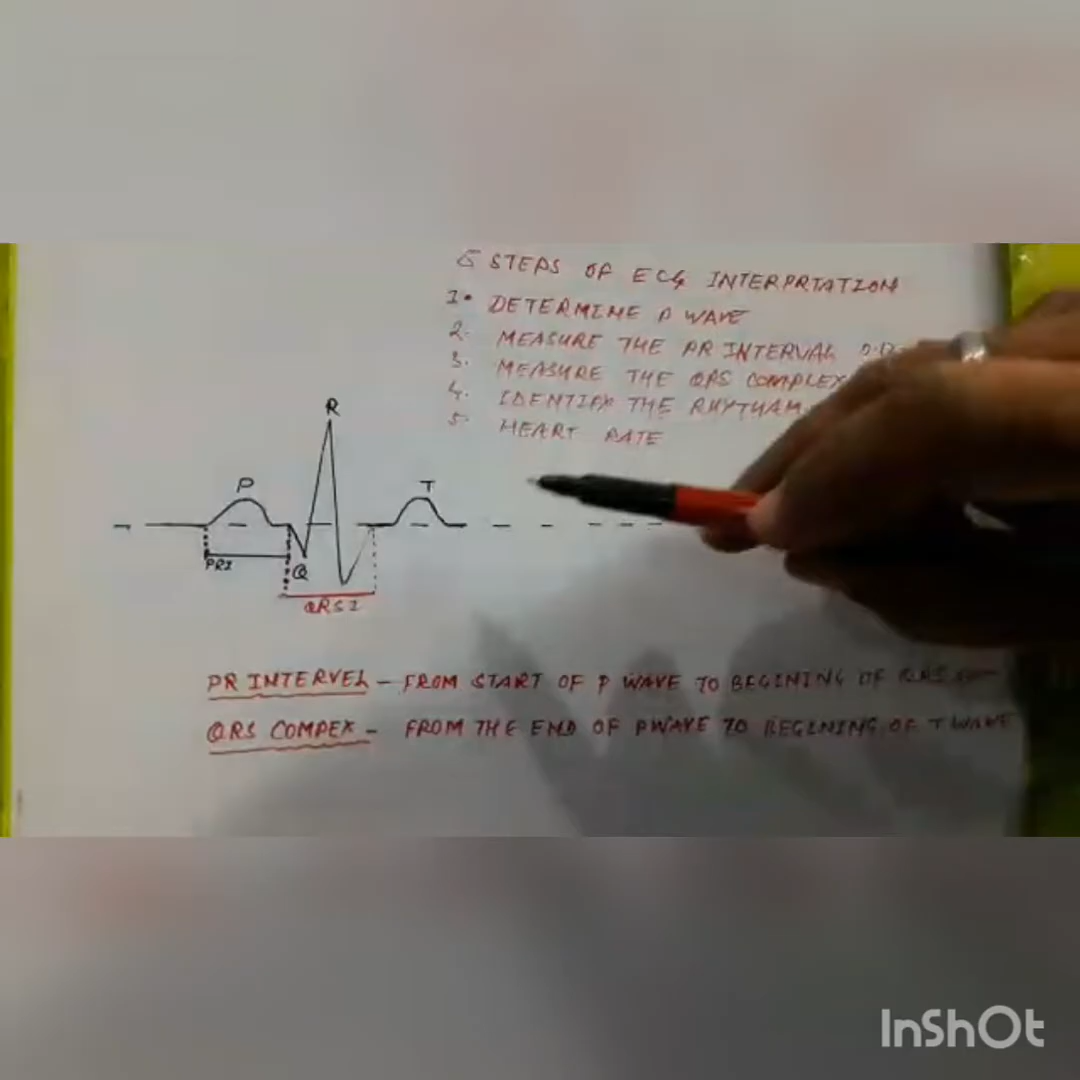 5 STEPS OF ECG INTERPRTATION
1. DETERMINE P WAVE
2. MEASURE THE PR INTERVAL
3. MEASURE THE QRS COMPLEX
4. IDENTIFY THE RHYTHAM
5. HEART RATE
R
P
T
PRI
Q
QRS I
PR INTERVEL - FROM START OF P WAVE TO BEGINING OF QRS
QRS COMPEX - FROM THE END OF P WAVE TO BEGINING OF T WAVE
InShOt